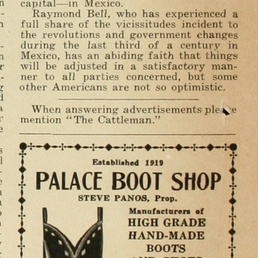 capital—in Mexico.
Raymond Bell, who has experienced a
full share of the vicissitudes incident to
the revolutions and government changes
during the last third of a century in
Mexico, has an abiding faith that things
will be adjusted in a satisfactory man-
ner to all parties concerned, but some
other Americans are not so optimistic.
When answering advertisements please
mention "The Cattleman."
Established 1919
PALACE BOOT SHOP
STEVE PANOS, Prop.
Manufacturers of
HIGH GRADE
HAND-MADE
BOOTS
AND SHOES